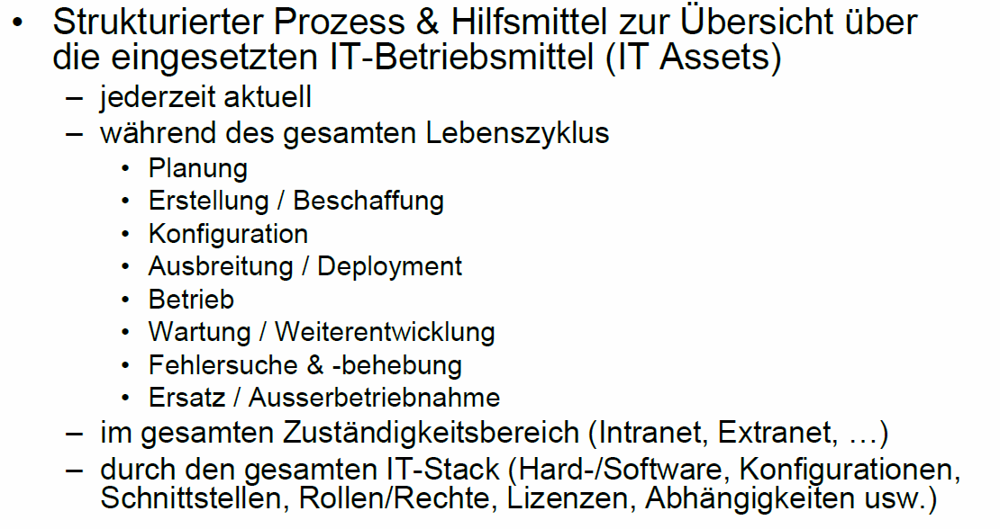 • Strukturierter Prozess & Hilfsmittel zur Übersicht über
die eingesetzten IT-Betriebsmittel (IT Assets)
– jederzeit aktuell
– während des gesamten Lebenszyklus
• Planung
• Erstellung / Beschaffung
• Konfiguration
• Ausbreitung / Deployment
• Betrieb
• Wartung / Weiterentwicklung
• Fehlersuche & -behebung
• Ersatz / Ausserbetriebnahme
– im gesamten Zuständigkeitsbereich (Intranet, Extranet, …)
– durch den gesamten IT-Stack (Hard-/Software, Konfigurationen,
Schnittstellen, Rollen/Rechte, Lizenzen, Abhängigkeiten usw.)